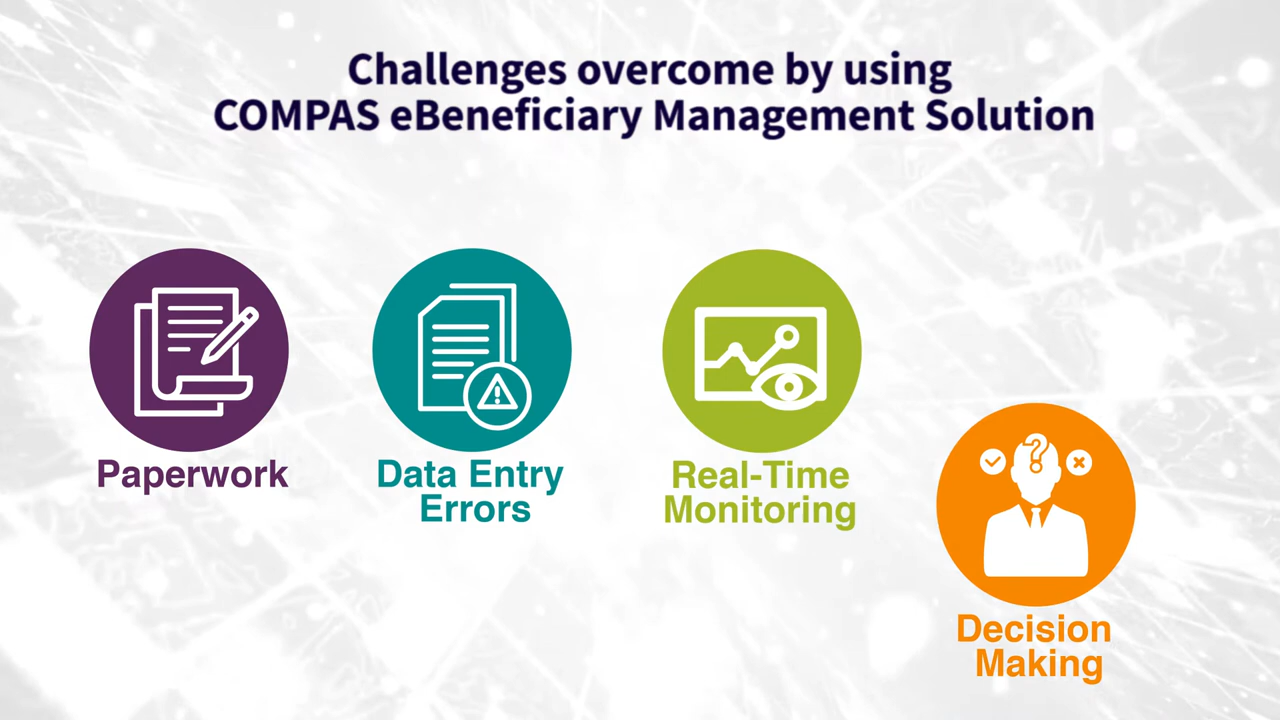 Challenges overcome by using
COMPAS eBeneficiary Management Solution
Paperwork
Data Entry
Errors
Real-Time
Monitoring
Decision
Making